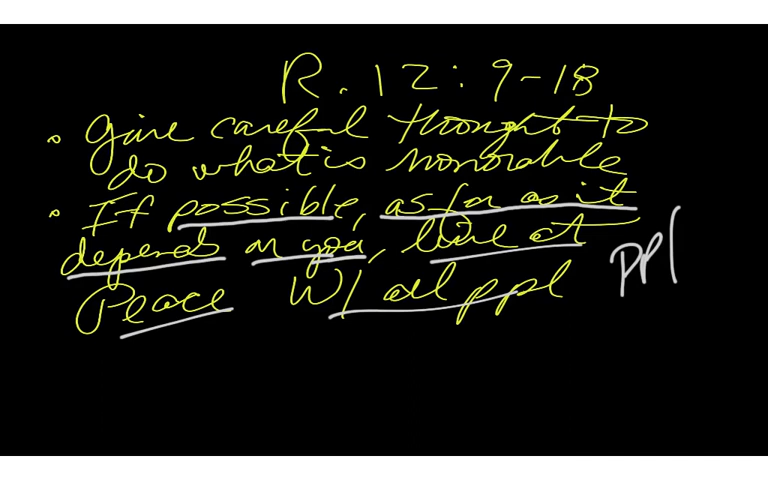 R. 12:9-18
• Give careful thought to
do what is honorable
• If possible, as far as it
depends on you, live at
Peace w/ all ppl
ppl